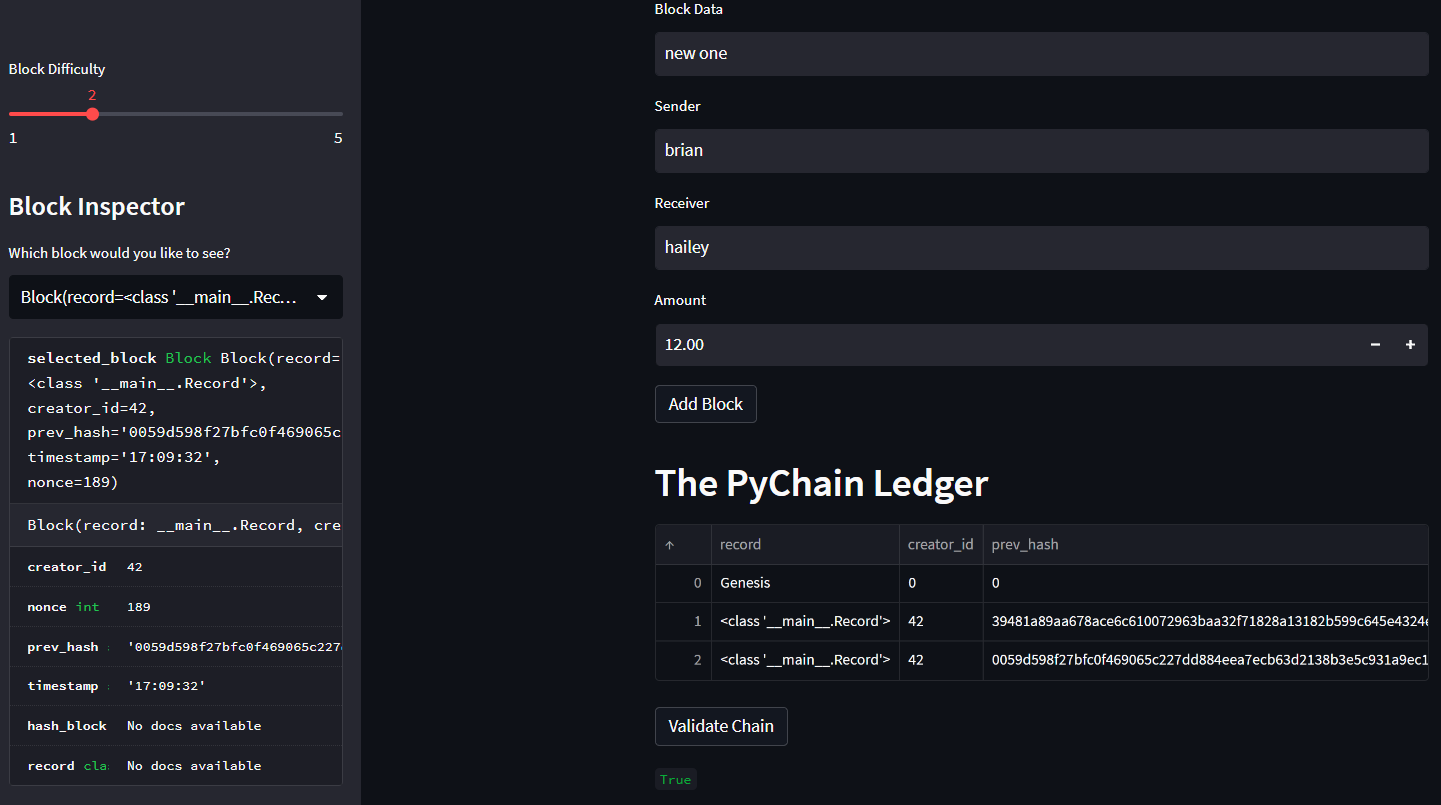 Block Difficulty
2
1 5
Block Inspector
Which block would you like to see?
Block(record=<class '__main__.Rec...
selected_block Block Block(record=
<class '__main__.Record'>,
creator_id=42,
prev_hash='0059d598f27bfc0f469065c
timestamp='17:09:32',
nonce=189)
Block(record: __main__.Record, cre
creator_id 42
nonce int 189
prev_hash '0059d598f27bfc0f469065c227
timestamp '17:09:32'
hash_block No docs available
record cla No docs available
Block Data
new one
Sender
brian
Receiver
hailey
Amount
12.00 − +
Add Block
The PyChain Ledger
↑ record creator_id prev_hash
0 Genesis 0 0
1 <class '__main__.Record'> 42 39481a89aa678ace6c610072963baa32f71828a13182b599c645e4324e
2 <class '__main__.Record'> 42 0059d598f27bfc0f469065c227dd884eea7ecb63d2138b3e5c931a9ec1
Validate Chain
True